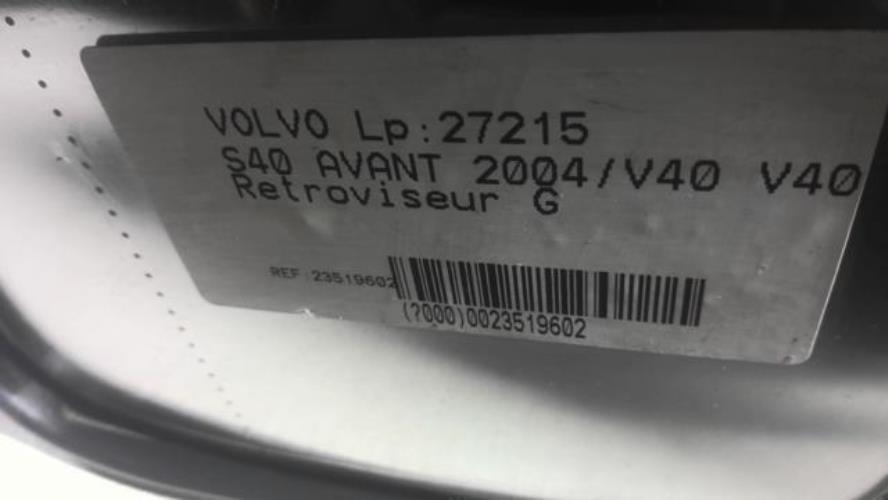 VOLVO Lp:27215
S40 AVANT 2004/V40 V40
Retroviseur G
REF:23519602
(?000)0023519602